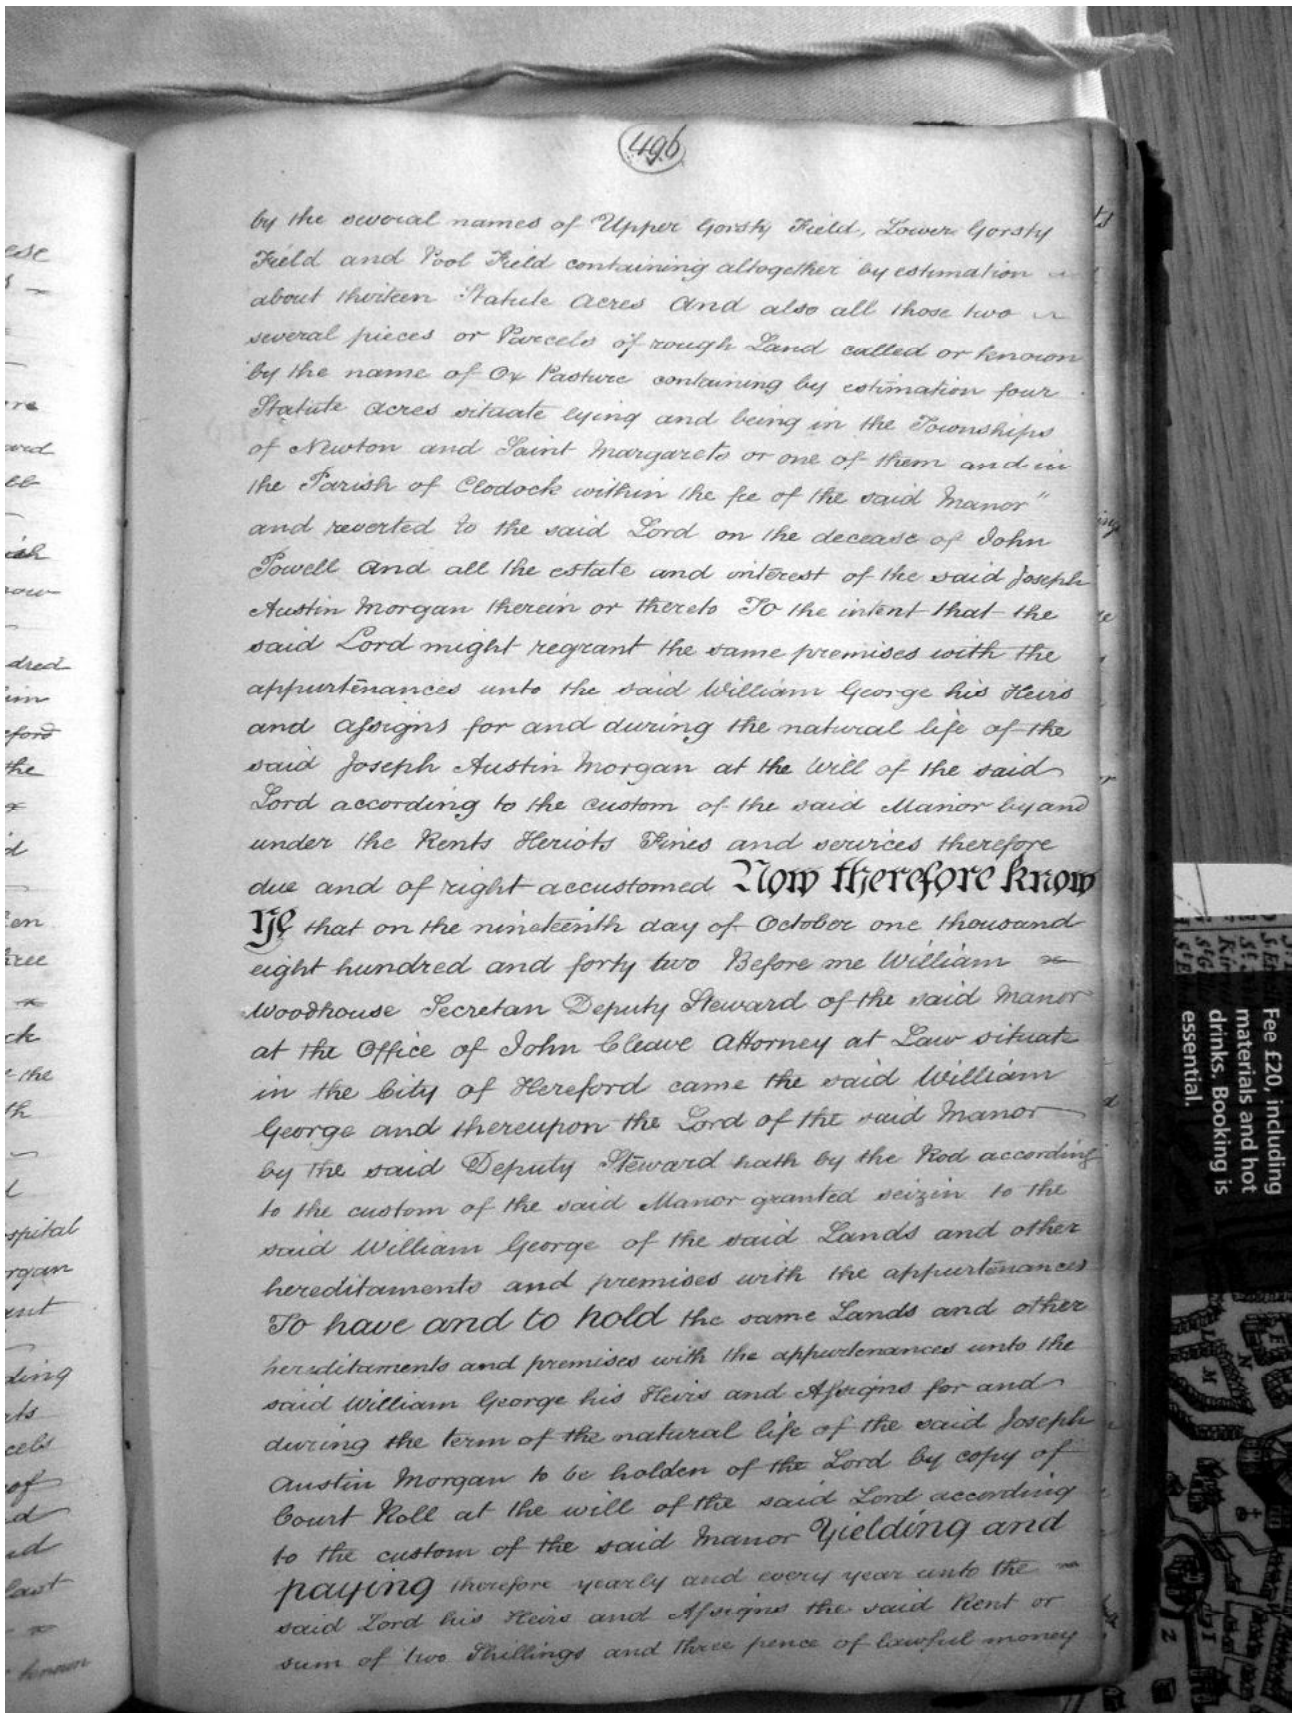 496
by the several names of Upper Gorsty Field, Lower Gorsty
Field and Pool Field containing altogether by estimation
about thirteen Statute Acres And also all those two
several pieces or Parcels of rough Land called or known
by the name of Ox Pasture containing by estimation four
Statute Acres situate lying and being in the Townships
of Newton and Saint Margarets or one of them and in
the Parish of Clodock within the fee of the said Manor"
and reverted to the said Lord on the decease of John
Powell And all the estate and interest of the said Joseph
Austin Morgan therein or thereto To the intent that the
said Lord might regrant the same premises with the
appurtenances unto the said William George his Heirs
and Assigns for and during the natural life of the
said Joseph Austin Morgan at the Will of the said
Lord according to the custom of the said Manor by and
under the Rents Heriots Fines and services therefore
due and of right accustomed Now therefore know
Ye that on the nineteenth day of October one thousand
eight hundred and forty two Before me William
Woodhouse Secretan Deputy Steward of the said Manor
at the Office of John Cleave Attorney at Law situate
in the City of Hereford came the said William
George and thereupon the Lord of the said Manor
by the said Deputy Steward hath by the Rod according
to the custom of the said Manor granted seizin to the
said William George of the said Lands and other
hereditaments and premises with the appurtenances
To have and to hold the same Lands and other
hereditaments and premises with the appurtenances unto the
said William George his Heirs and Assigns for and
during the term of the natural life of the said Joseph
Austin Morgan to be holden of the Lord by copy of
Court Roll at the will of the said Lord according
to the custom of the said Manor Yielding and
paying therefore yearly and every year unto the
said Lord his Heirs and Assigns the said Rent or
sum of two Shillings and three pence of lawful money
Fee £20, including
materials and hot
drinks. Booking is
essential.